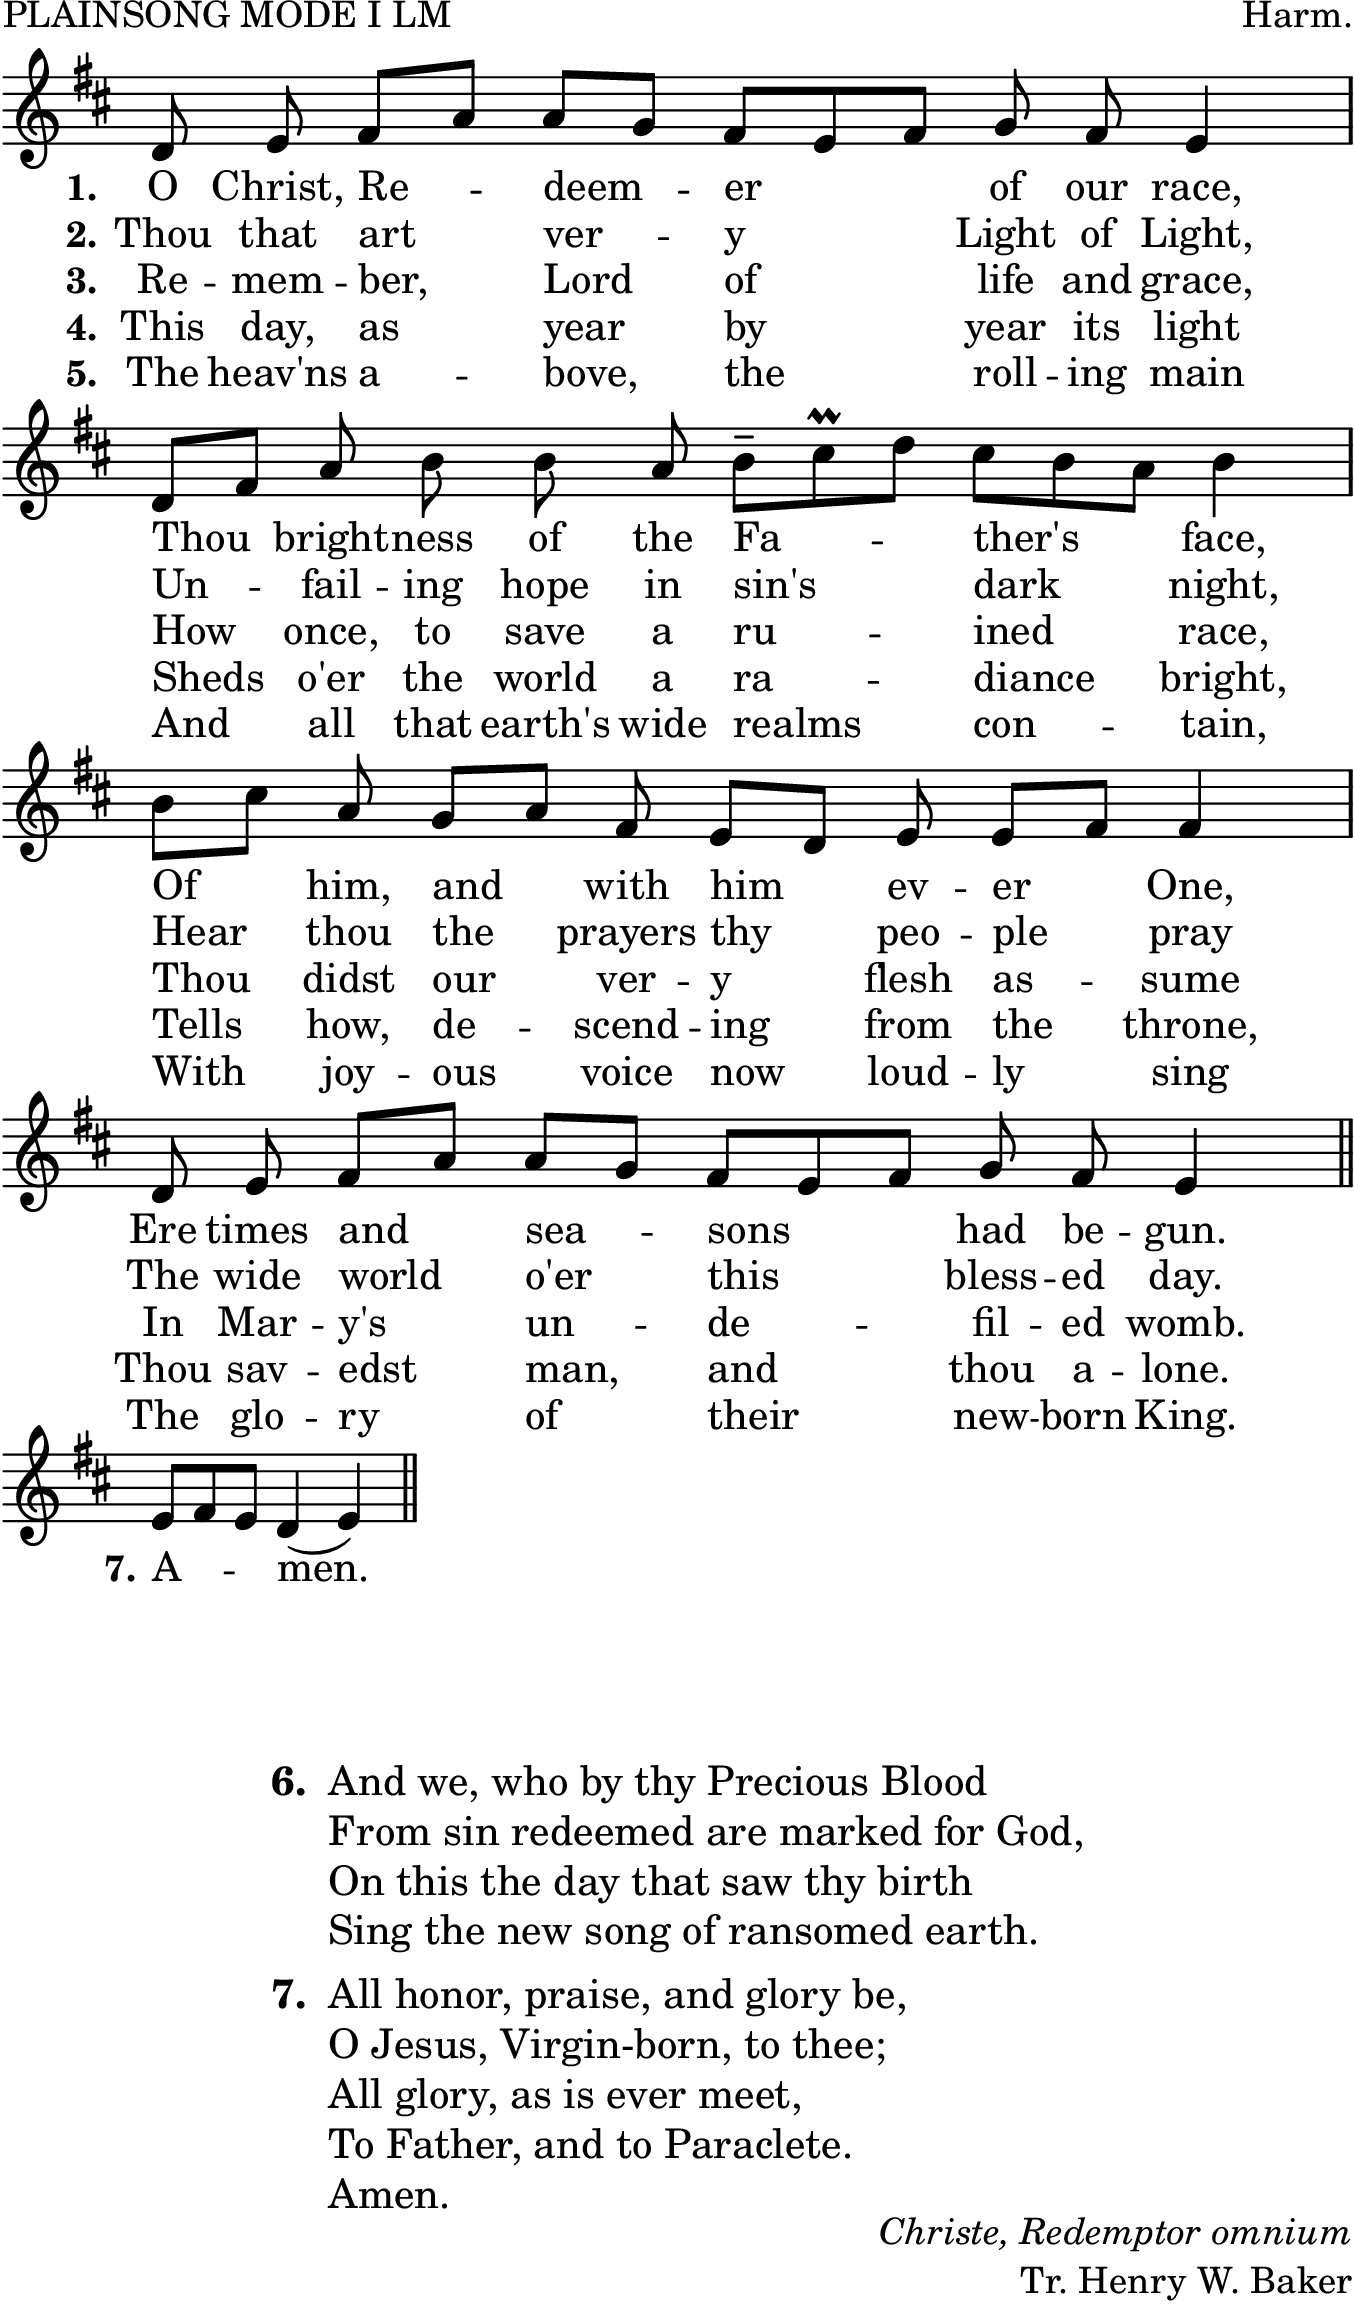 PLAINSONG MODE I LM
Harm.
1. O Christ, Re -- deem -- er of our race,
2. Thou that art ver -- y Light of Light,
3. Re -- mem -- ber, Lord of life and grace,
4. This day, as year by year its light
5. The heav'ns a -- bove, the roll -- ing main
Thou brightness of the Fa -- ther's face,
Un -- fail -- ing hope in sin's dark night,
How once, to save a ru -- ined race,
Sheds o'er the world a ra -- diance bright,
And all that earth's wide realms con -- tain,
Of him, and with him ev -- er One,
Hear thou the prayers thy peo -- ple pray
Thou didst our ver -- y flesh as -- sume
Tells how, de -- scend -- ing from the throne,
With joy -- ous voice now loud -- ly sing
Ere times and sea -- sons had be -- gun.
The wide world o'er this bless -- ed day.
In Mar -- y's un -- de -- fil -- ed womb.
Thou sav -- edst man, and thou a -- lone.
The glo -- ry of their new -- born King.
7. A -- men.
6. And we, who by thy Precious Blood
From sin redeemed are marked for God,
On this the day that saw thy birth
Sing the new song of ransomed earth.
7. All honor, praise, and glory be,
O Jesus, Virgin-born, to thee;
All glory, as is ever meet,
To Father, and to Paraclete.
Amen.
Christe, Redemptor omnium
Tr. Henry W. Baker